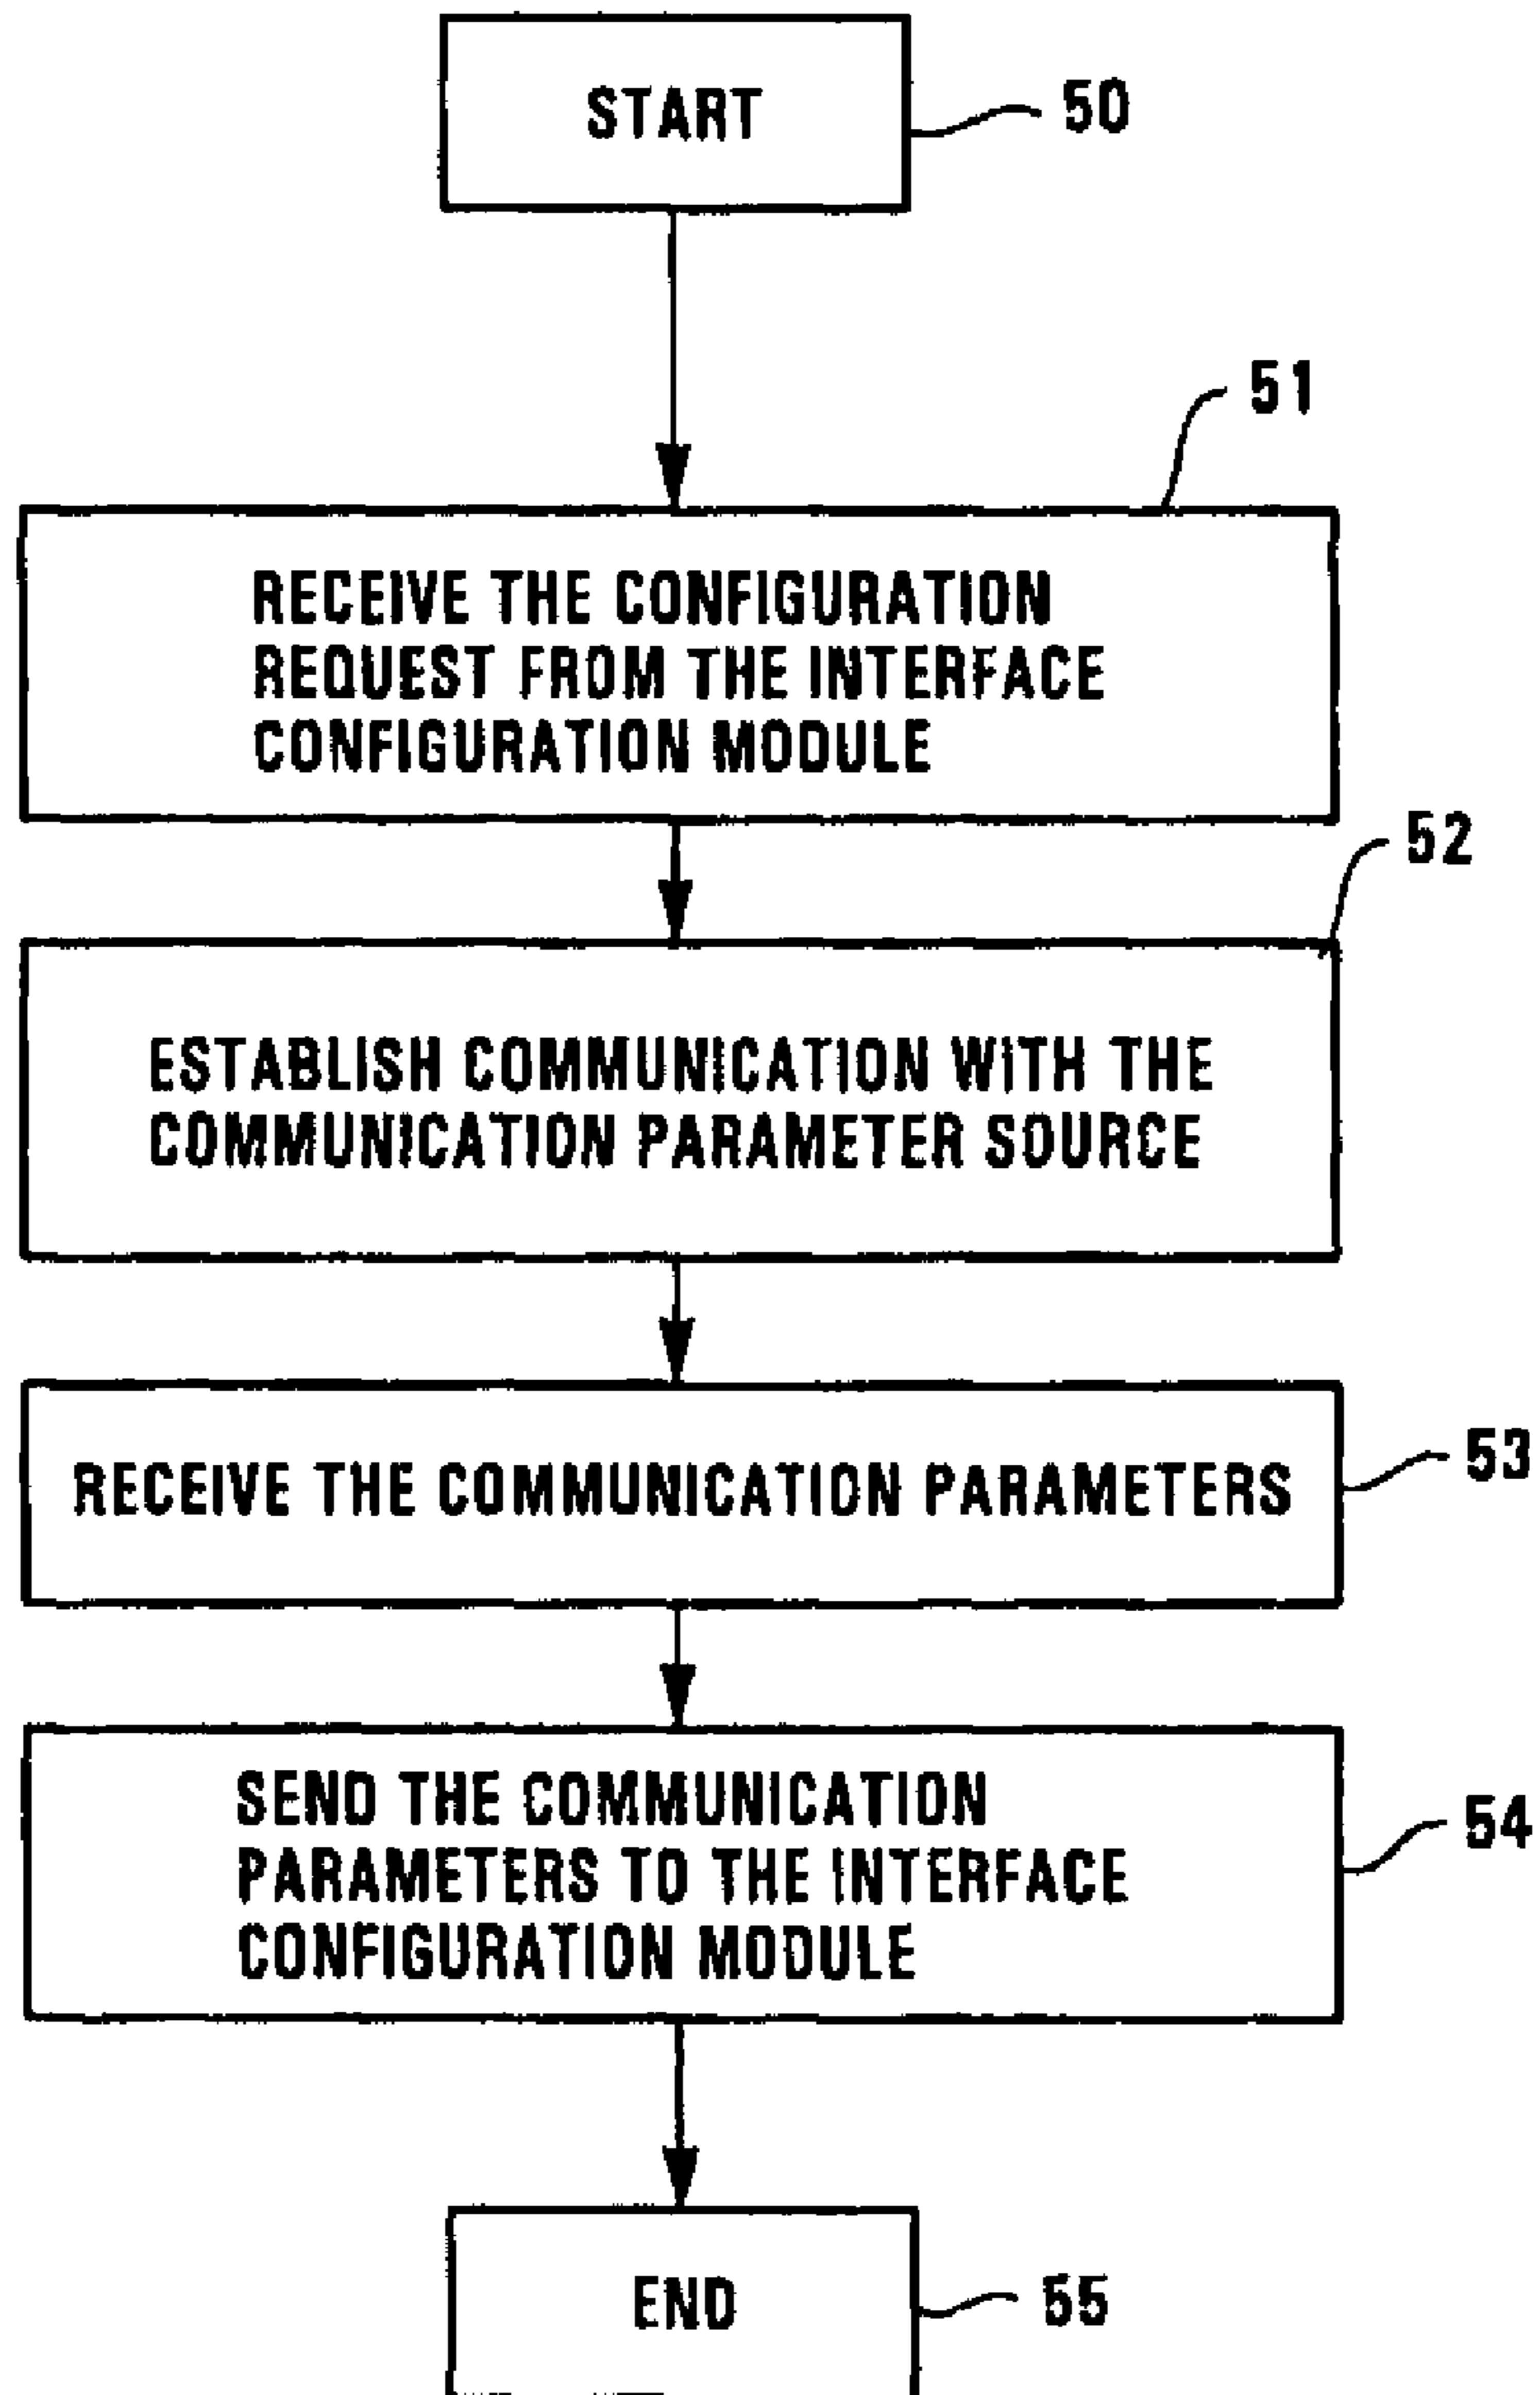 START
50
51
RECEIVE THE CONFIGURATION
REQUEST FROM THE INTERFACE
CONFIGURATION MODULE
52
ESTABLISH COMMUNICATION WITH THE
COMMUNICATION PARAMETER SOURCE
RECEIVE THE COMMUNICATION PARAMETERS
53
SEND THE COMMUNICATION
PARAMETERS TO THE INTERFACE
CONFIGURATION MODULE
54
END
55